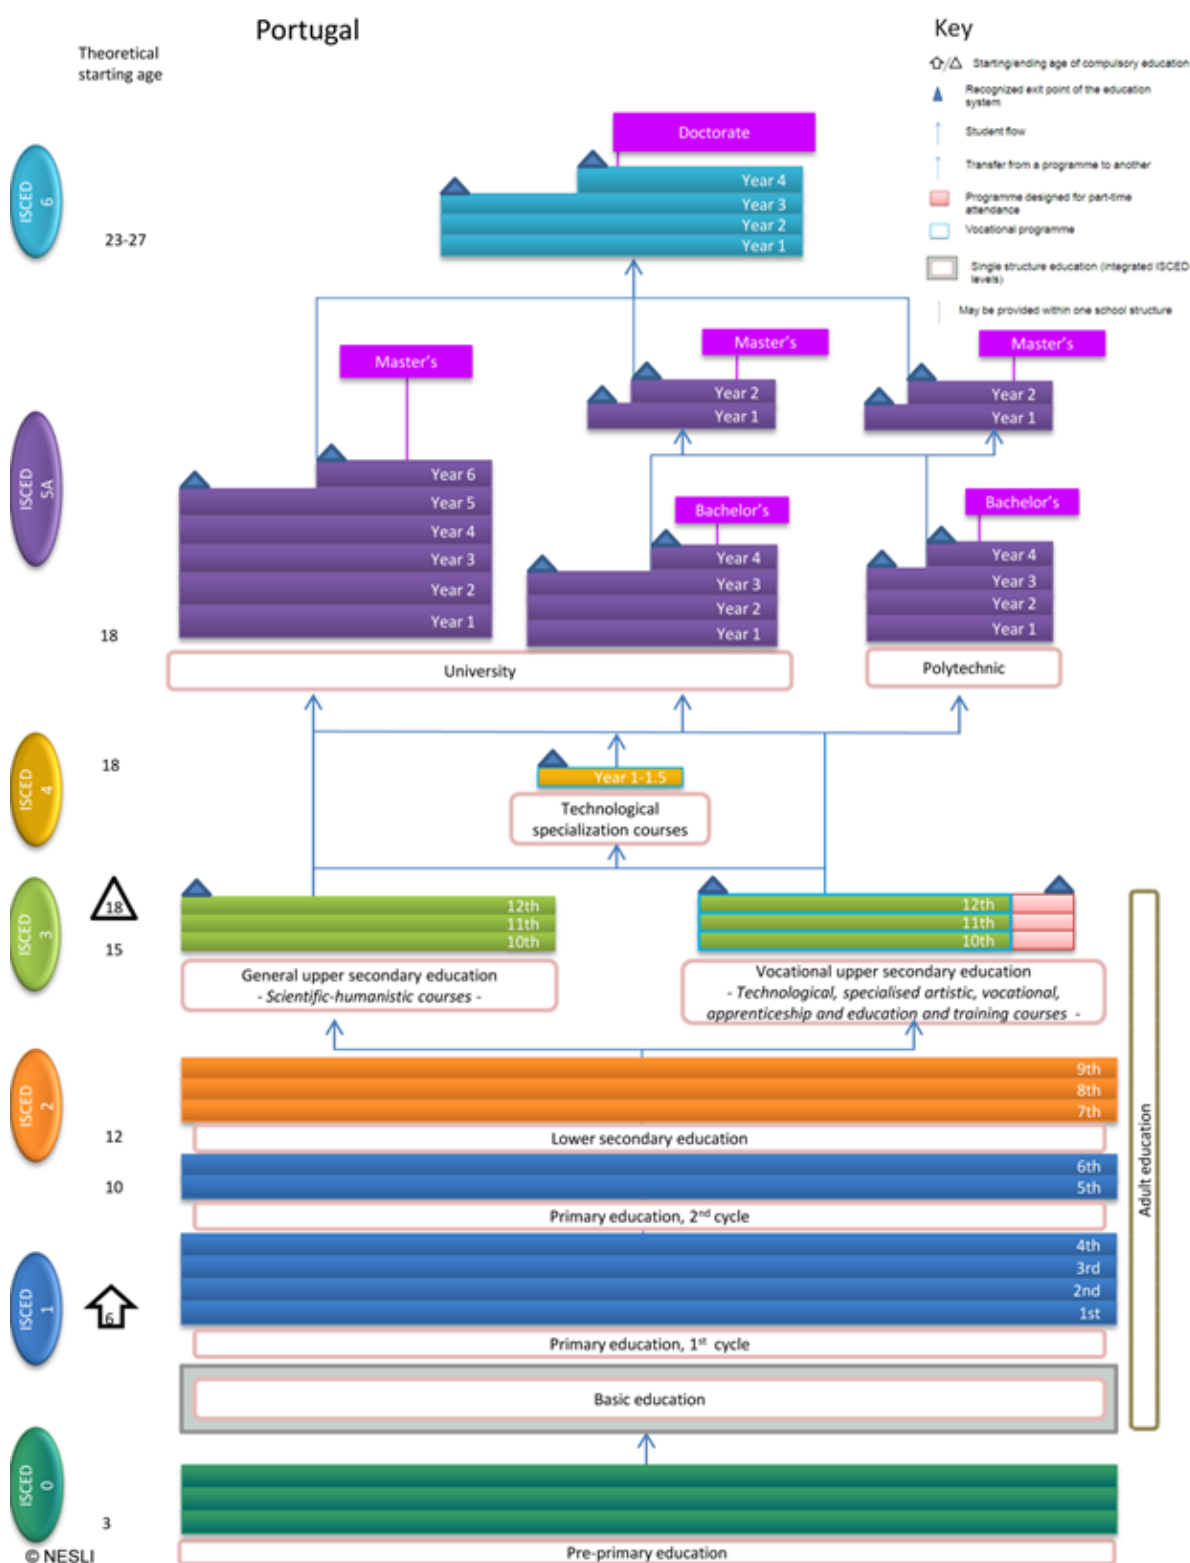 Portugal
Key
Theoretical
starting age
Starting/ending age of compulsory education
Recognized exit point of the education
system
Student flow
Transfer from a programme to another
Programme designed for part-time
attendance
Vocational programme
Single structure education (integrated ISCED
levels)
May be provided within one school structure
ISCED
6
23-27
Doctorate
Year 4
Year 3
Year 2
Year 1
ISCED
5A
18
Master's
Year 6
Year 5
Year 4
Year 3
Year 2
Year 1
Master's
Year 2
Year 1
Master's
Year 2
Year 1
Bachelor's
Year 4
Year 3
Year 2
Year 1
Bachelor's
Year 4
Year 3
Year 2
Year 1
University
Polytechnic
ISCED
4
18
Year 1-1.5
Technological
specialization courses
ISCED
3
18
15
12th
11th
10th
General upper secondary education
- Scientific-humanistic courses -
12th
11th
10th
Vocational upper secondary education
- Technological, specialised artistic, vocational,
apprenticeship and education and training courses -
ISCED
2
12
9th
8th
7th
Lower secondary education
10
6th
5th
Primary education, 2nd cycle
ISCED
1
6
4th
3rd
2nd
1st
Primary education, 1st cycle
Basic education
Adult education
ISCED
0
3
Pre-primary education
© NESLI